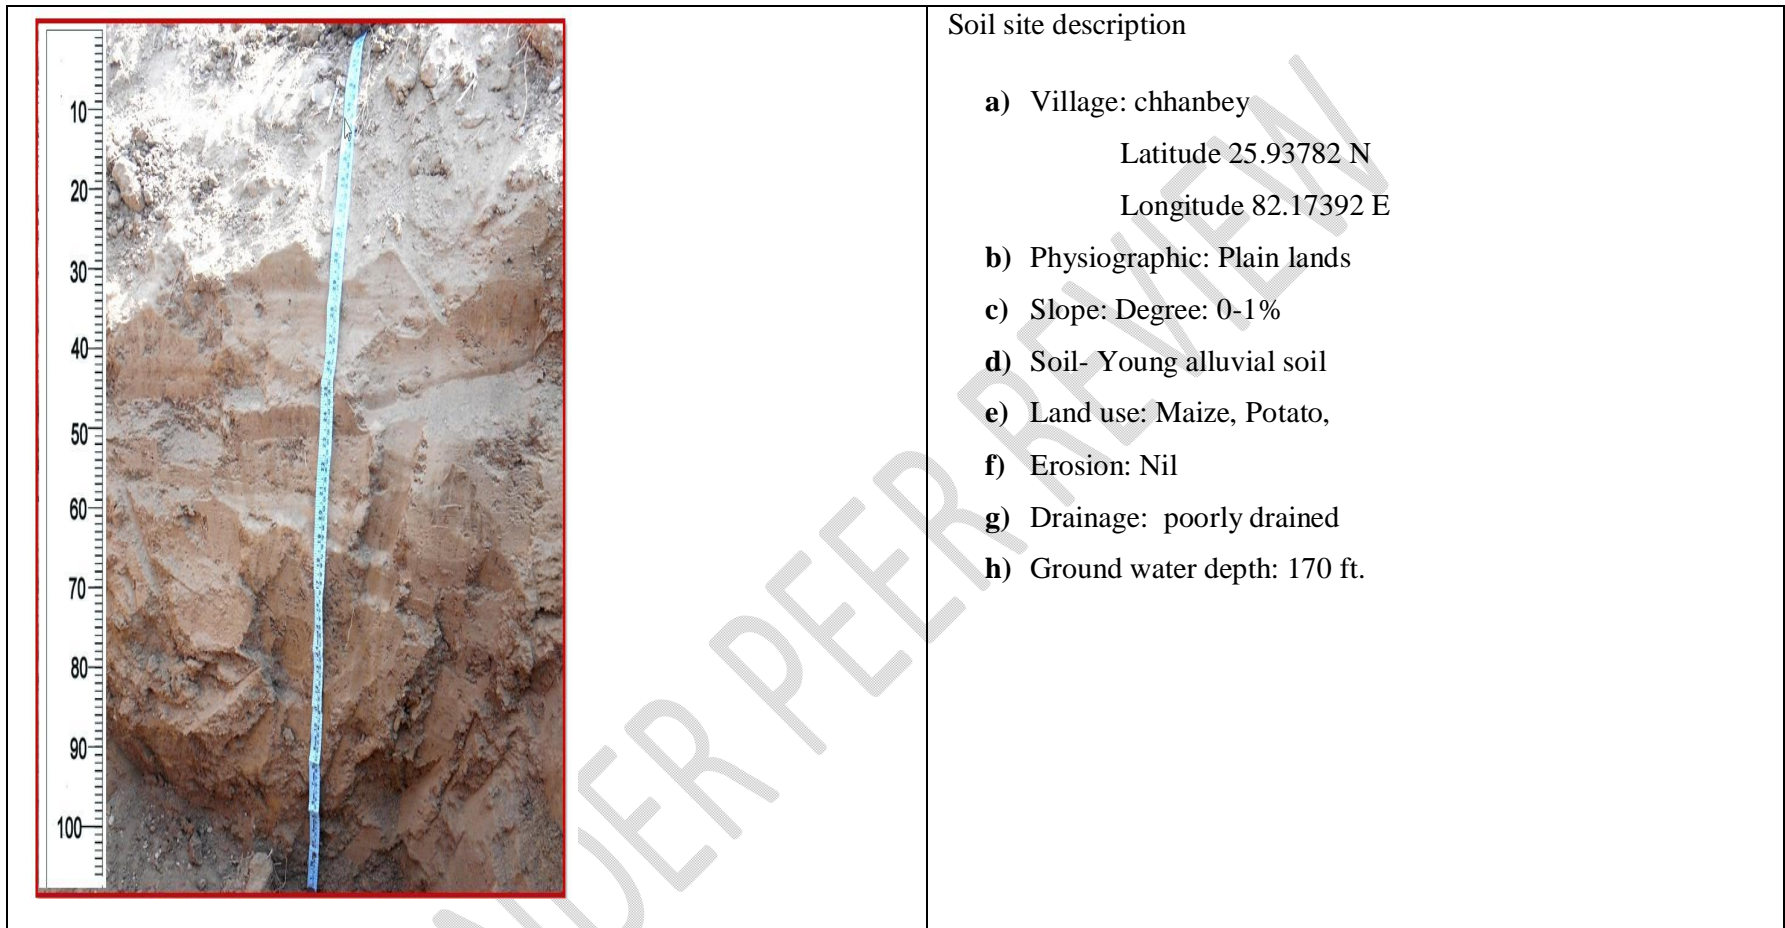 10
20
30
40
50
60
70
80
90
100
Soil site description
a) Village: chhanbey
Latitude 25.93782 N
Longitude 82.17392 E
b) Physiographic: Plain lands
c) Slope: Degree: 0-1%
d) Soil- Young alluvial soil
e) Land use: Maize, Potato,
f) Erosion: Nil
g) Drainage: poorly drained
h) Ground water depth: 170 ft.
NDER PEER REVIEW